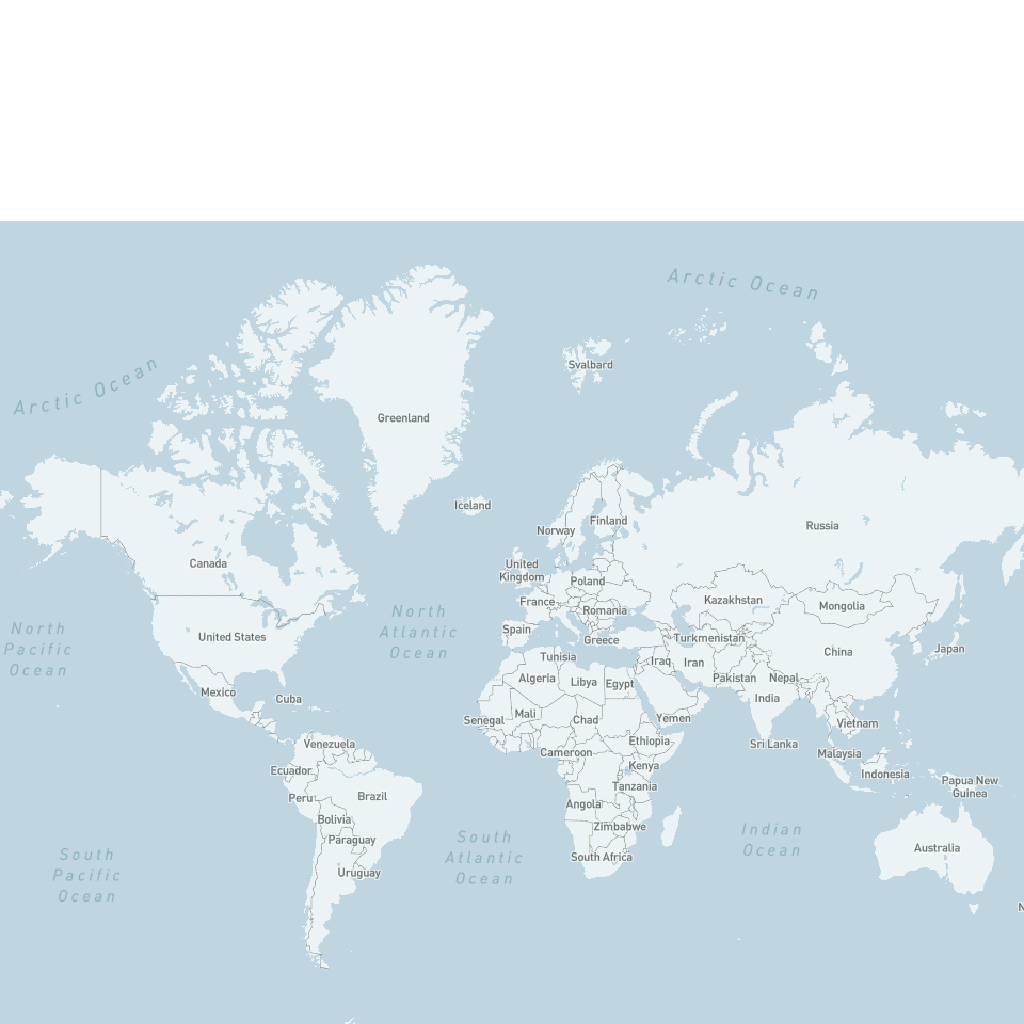 Arctic Ocean
Svalbard
Arctic Ocean
Greenland
Iceland
Russia
Finland
Norway
Canada
United
Kingdom
Poland
Kazakhstan
France
Mongolia
Romania
North
Atlantic
Ocean
North
Pacific
Ocean
Spain
United States
Greece
Turkmenistan
Japan
China
Tunisia
Iraq
Iran
Algeria
Pakistan
Nepal
Libya
Egypt
Mexico
Cuba
India
Mali
Senegal
Chad
Yemen
Vietnam
Venezuela
Ethiopia
Sri Lanka
Cameroon
Malaysia
Kenya
Ecuador
Indonesia
Papua New
Guinea
Tanzania
Peru
Brazil
Angola
Bolivia
Zimbabwe
Indian
Ocean
South
Atlantic
Ocean
Paraguay
Australia
South Africa
South
Pacific
Ocean
Uruguay